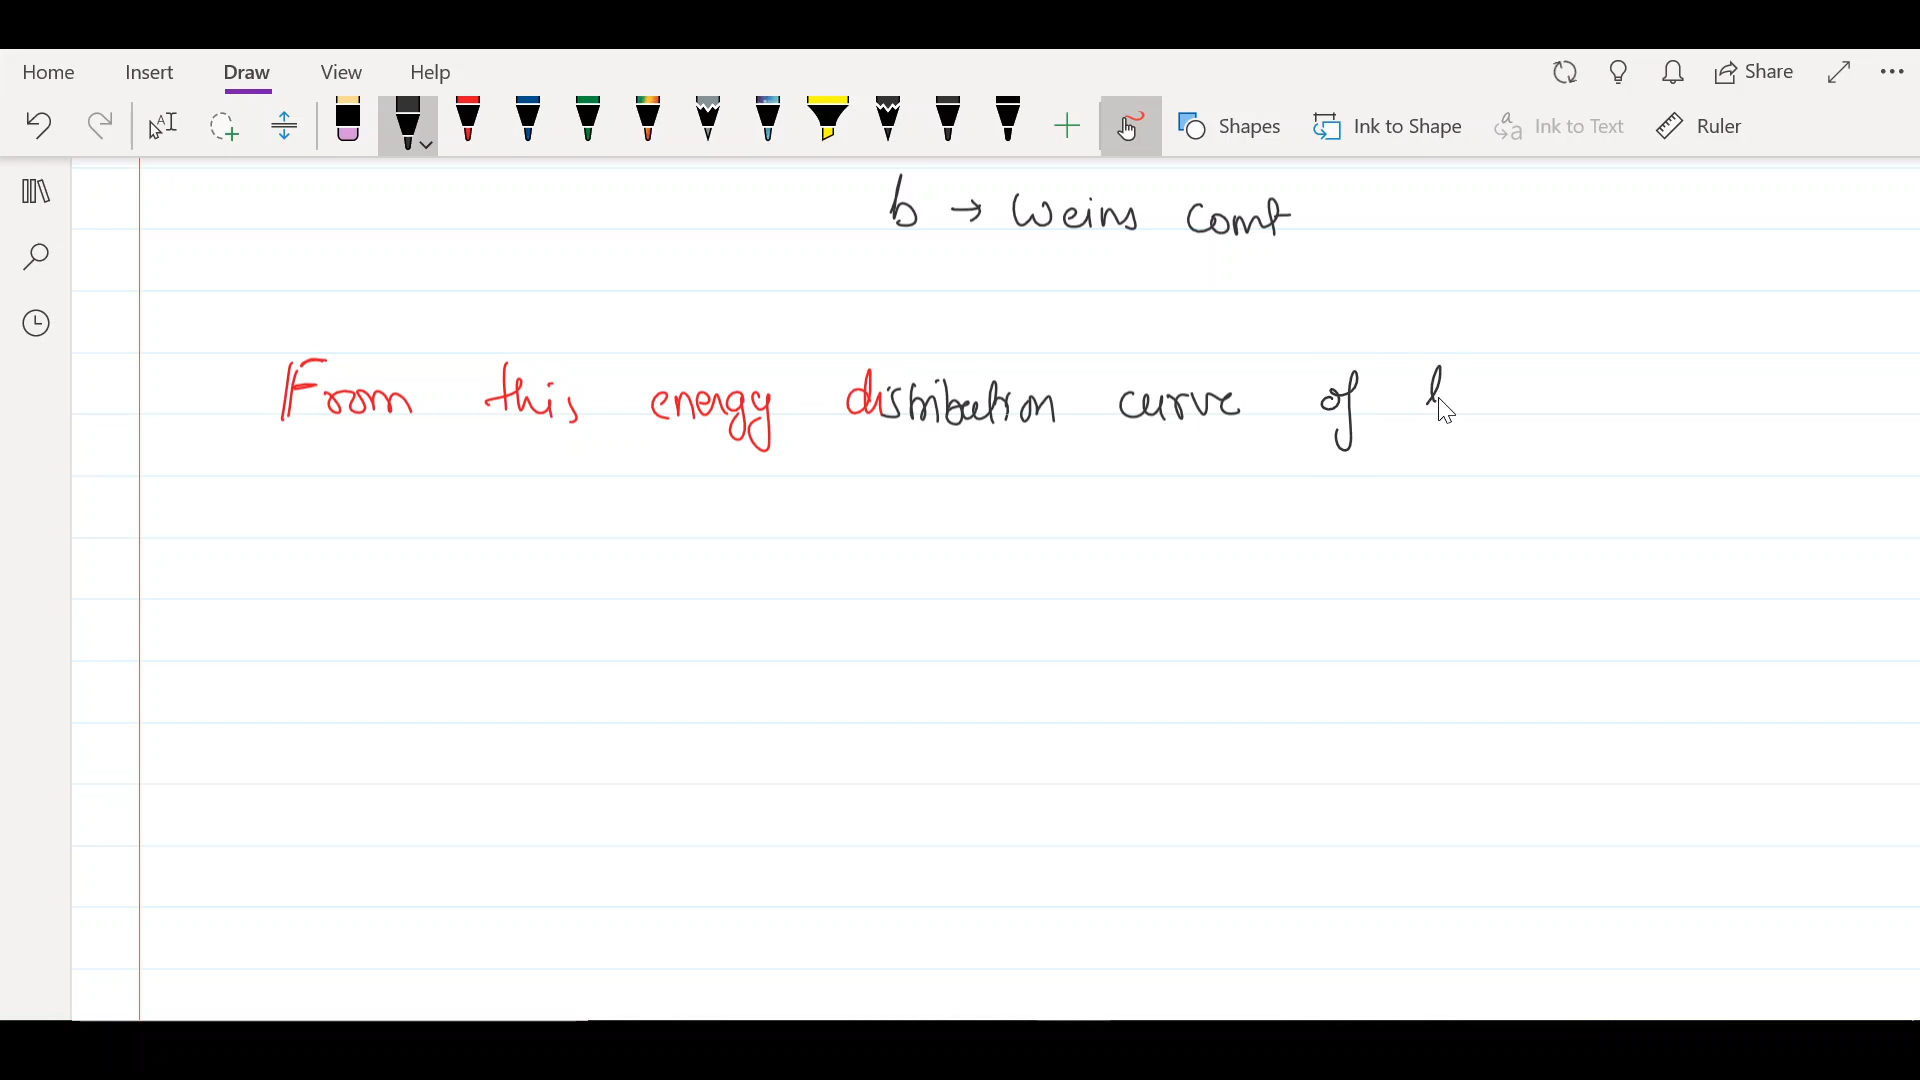 Home Insert Draw View Help Share
Shapes Ink to Shape Ink to Text Ruler
b → Weins Const
From this energy distribution curve of